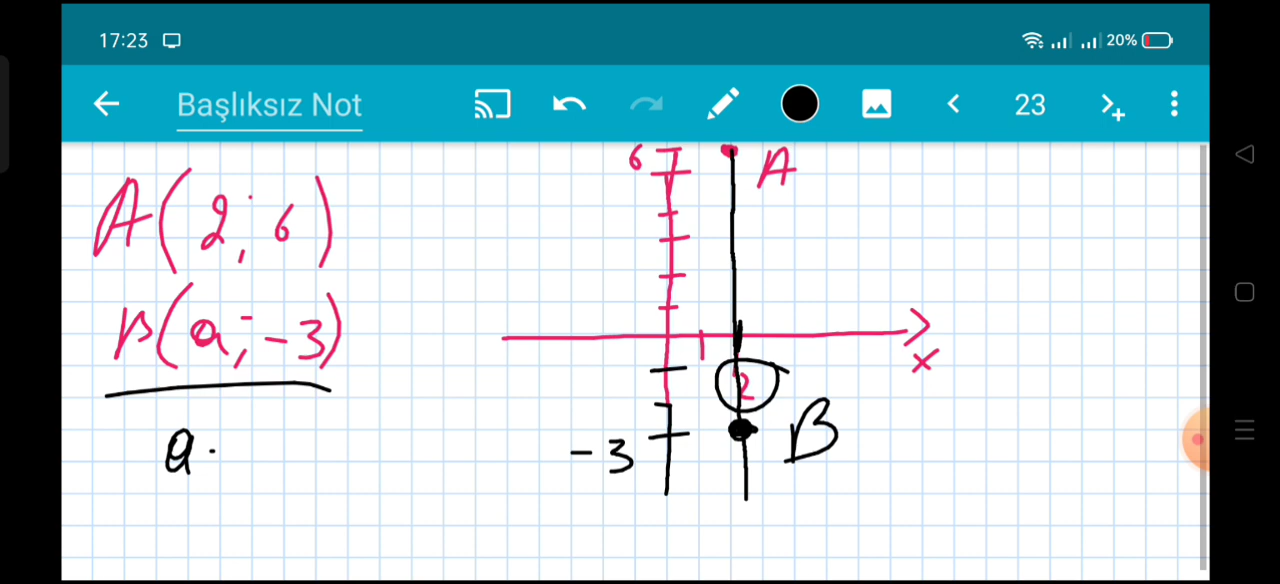 17:23
20%
Başlıksız Not
23
A(2; 6)
B(a; -3)
a.
6
A
1
2
x
-3
B